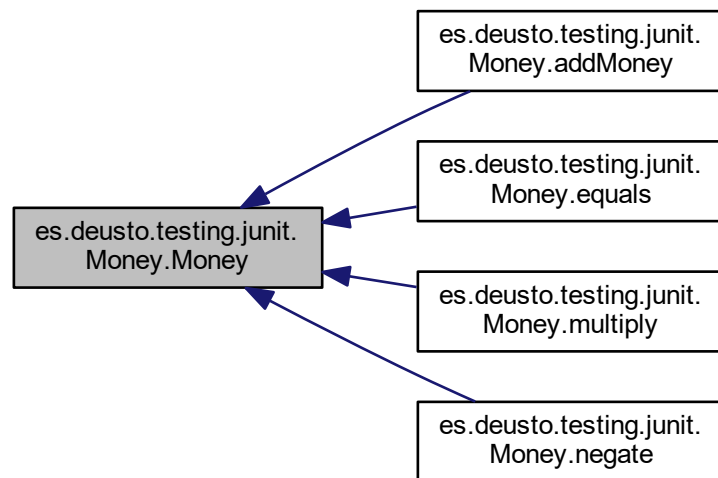 es.deusto.testing.junit.
Money.addMoney
es.deusto.testing.junit.
Money.equals
es.deusto.testing.junit.
Money.Money
es.deusto.testing.junit.
Money.multiply
es.deusto.testing.junit.
Money.negate